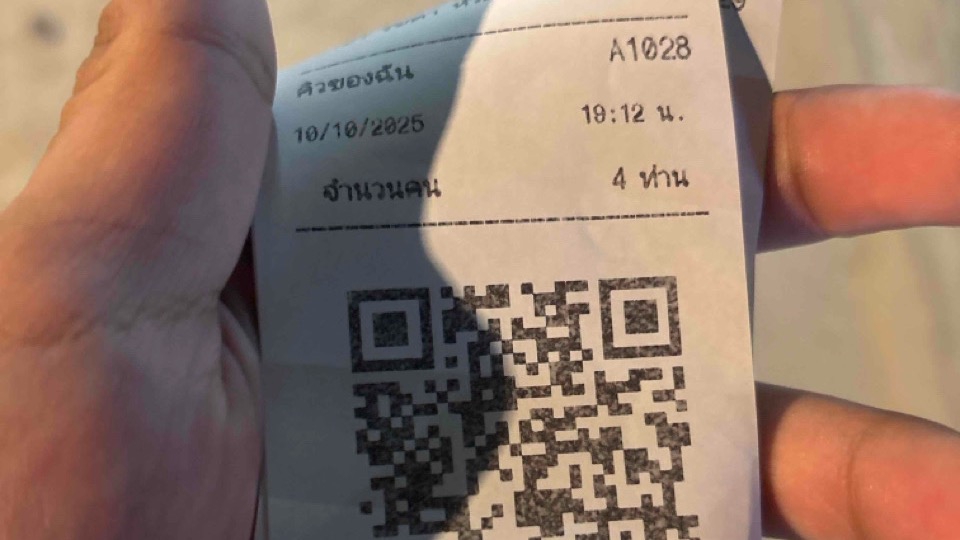 คิวของฉัน A1028
10/10/2025 19:12 น.
จำนวนคน 4 ท่าน